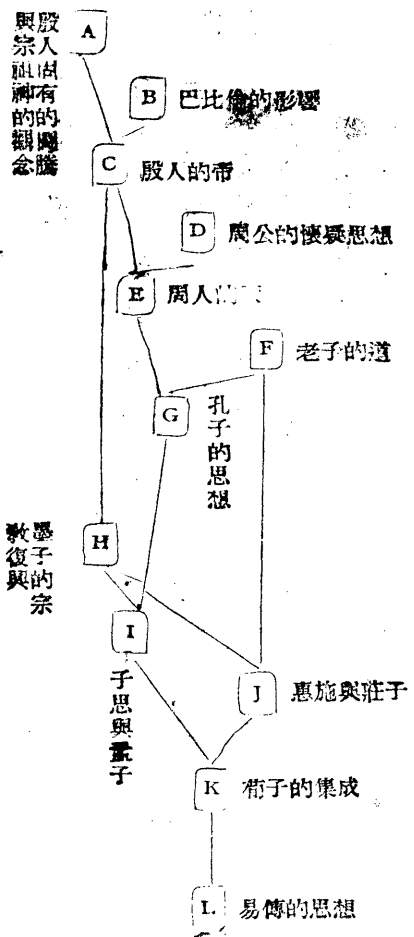 A
殷人固有的圖騰
與宗祖神的觀念
B
巴比倫的影響
C
殷人的帝
D
周公的懷疑思想
E
周人的
F
老子的道
G
孔子的思想
H
墨子的宗
教復興
I
子思與孟子
J
惠施與莊子
K
荀子的集成
L
易傳的思想